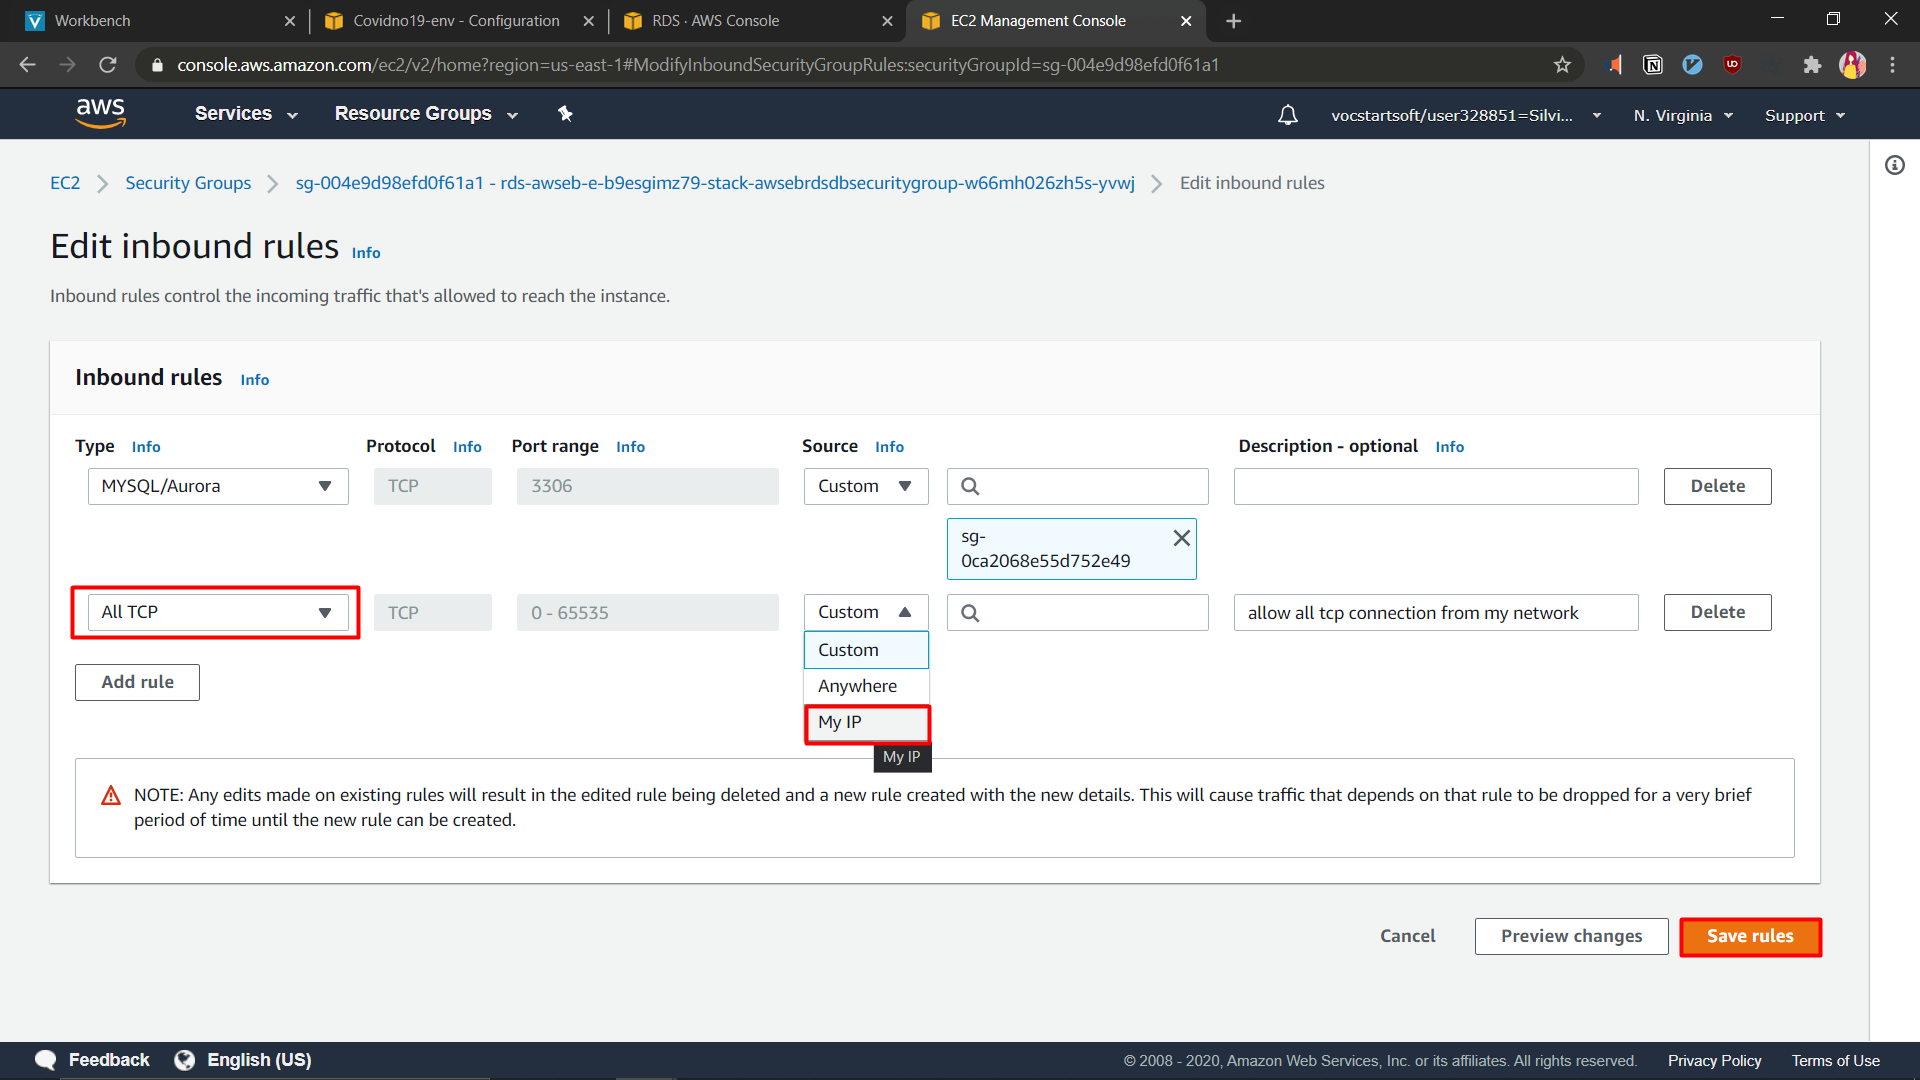 Workbench
Covidno19-env - Configuration
RDS · AWS Console
EC2 Management Console
console.aws.amazon.com/ec2/v2/home?region=us-east-1#ModifyInboundSecurityGroupRules:securityGroupId=sg-004e9d98efd0f61a1
aws
Services
Resource Groups
vocstartsoft/user328851=Silvi...
N. Virginia
Support
EC2
Security Groups
sg-004e9d98efd0f61a1 - rds-awseb-e-b9esgimz79-stack-awsebrdsdbsecuritygroup-w66mh026zh5s-yvwj
Edit inbound rules
Edit inbound rules Info
Inbound rules control the incoming traffic that's allowed to reach the instance.
Inbound rules Info
Type Info
Protocol Info
Port range Info
Source Info
Description - optional Info
MYSQL/Aurora
TCP
3306
Custom
Delete
sg-
0ca2068e55d752e49
All TCP
TCP
0 - 65535
Custom
allow all tcp connection from my network
Delete
Custom
Anywhere
My IP
My IP
Add rule
NOTE: Any edits made on existing rules will result in the edited rule being deleted and a new rule created with the new details. This will cause traffic that depends on that rule to be dropped for a very brief
period of time until the new rule can be created.
Cancel
Preview changes
Save rules
Feedback
English (US)
© 2008 - 2020, Amazon Web Services, Inc. or its affiliates. All rights reserved.
Privacy Policy
Terms of Use